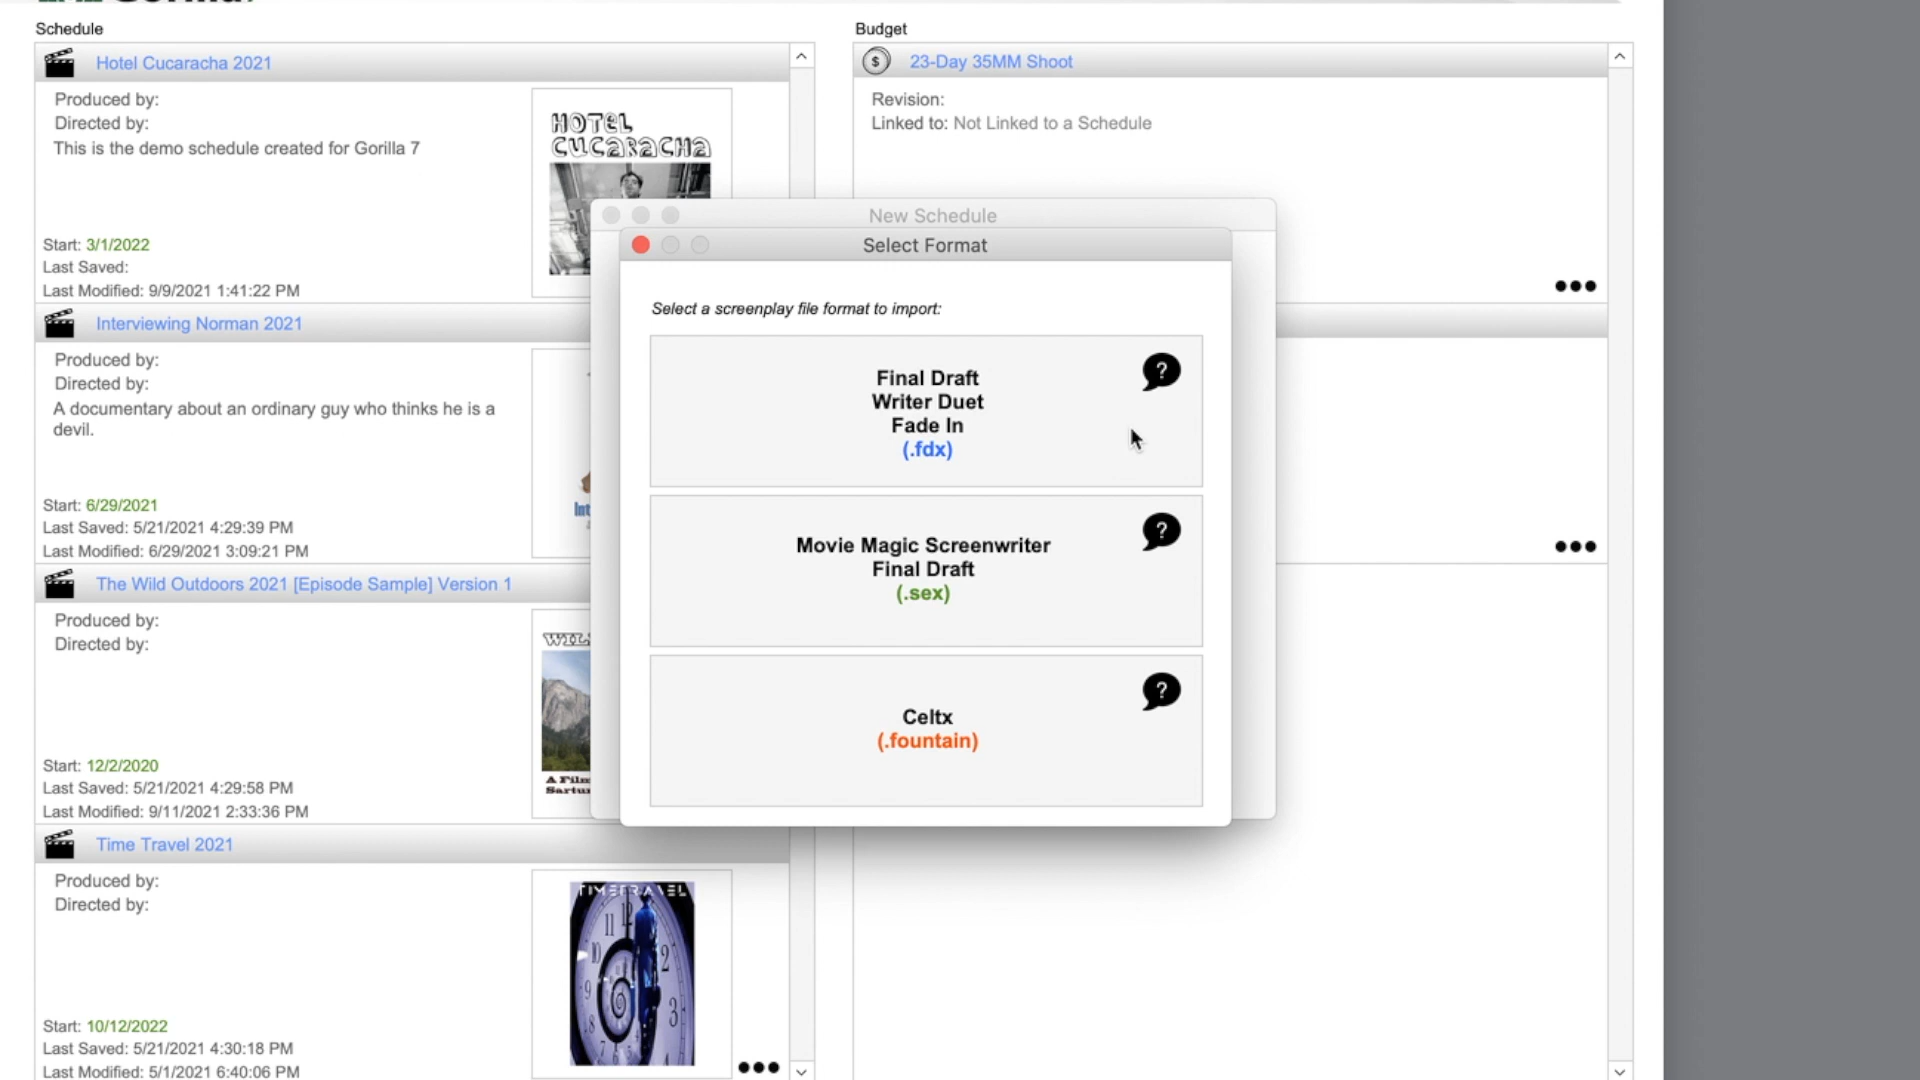 Schedule
Hotel Cucaracha 2021
Produced by:
Directed by:
This is the demo schedule created for Gorilla 7
HOTEL
CUCARACHA
Start: 3/1/2022
Last Saved:
Last Modified: 9/9/2021 1:41:22 PM
Interviewing Norman 2021
Produced by:
Directed by:
A documentary about an ordinary guy who thinks he is a
devil.
Int
Start: 6/29/2021
Last Saved: 5/21/2021 4:29:39 PM
Last Modified: 6/29/2021 3:09:21 PM
The Wild Outdoors 2021 [Episode Sample] Version 1
Produced by:
Directed by:
WIL
A Film
Sartu
Start: 12/2/2020
Last Saved: 5/21/2021 4:29:58 PM
Last Modified: 9/11/2021 2:33:36 PM
Time Travel 2021
Produced by:
Directed by:
TIMETRAVEL
Start: 10/12/2022
Last Saved: 5/21/2021 4:30:18 PM
Last Modified: 5/1/2021 6:40:06 PM
Budget
$ 23-Day 35MM Shoot
Revision:
Linked to: Not Linked to a Schedule
New Schedule
Select Format
Select a screenplay file format to import:
?
Final Draft
Writer Duet
Fade In
(.fdx)
?
Movie Magic Screenwriter
Final Draft
(.sex)
?
Celtx
(.fountain)